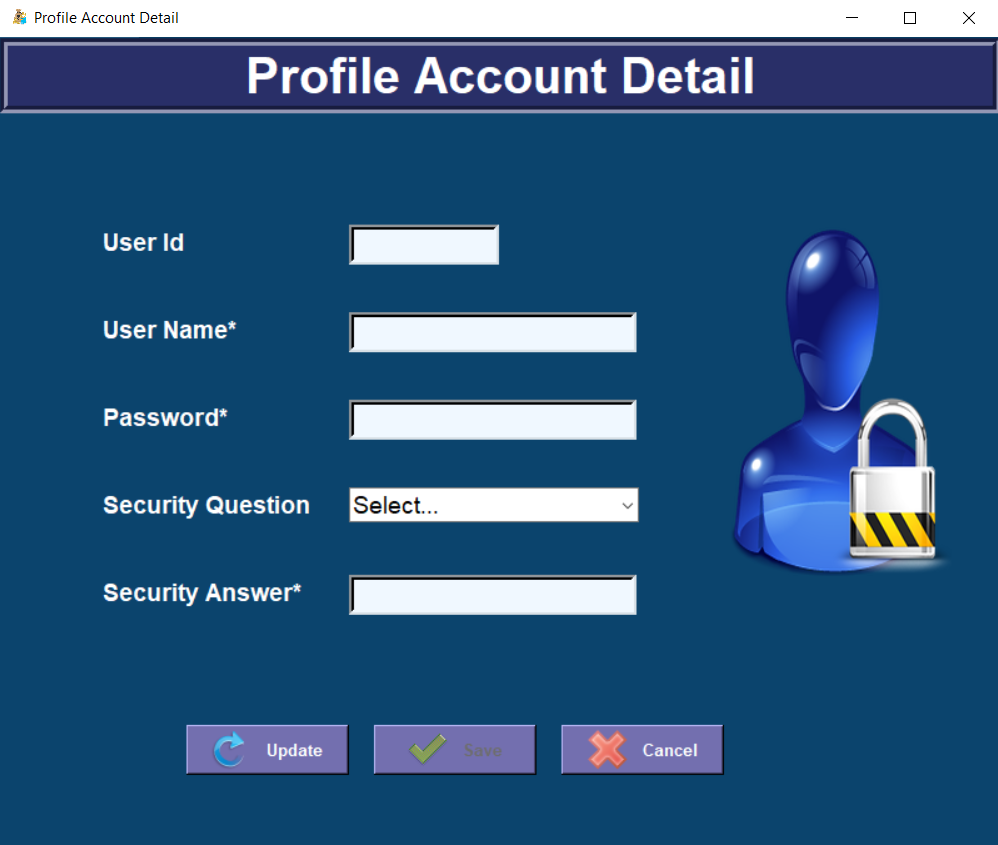 Profile Account Detail
Profile Account Detail
User Id
User Name*
Password*
Security Question
Select...
Security Answer*
Update
Save
Cancel